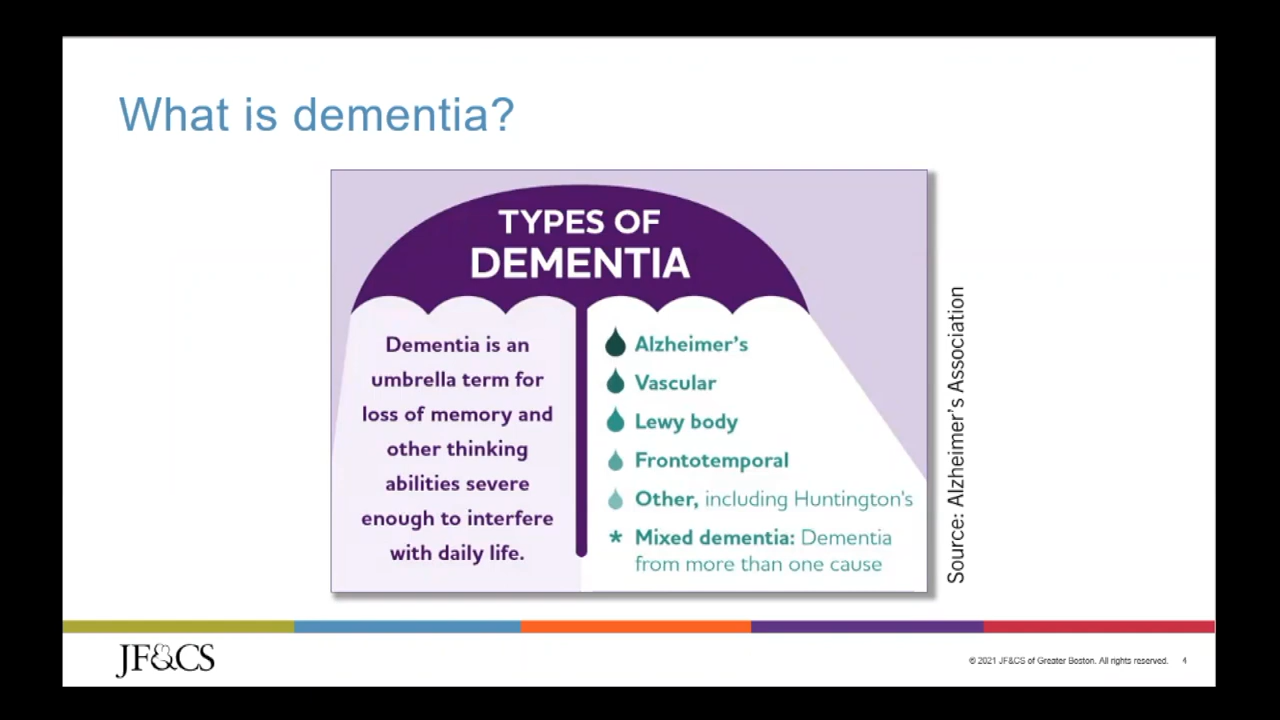 What is dementia?
TYPES OF
DEMENTIA
Dementia is an
umbrella term for
loss of memory and
other thinking
abilities severe
enough to interfere
with daily life.
Alzheimer's
Vascular
Lewy body
Frontotemporal
Other, including Huntington's
* Mixed dementia: Dementia
from more than one cause
Source: Alzheimer's Association
JF&CS
© 2021 JF&CS of Greater Boston. All rights reserved. 4